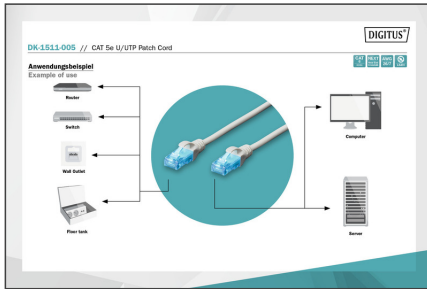 DIGITUS®
DK-1511-005 // CAT 5e U/UTP Patch Cord
Anwendungsbeispiel
Example of use
Router
Switch
Wall Outlet
Floor tank
Computer
Server